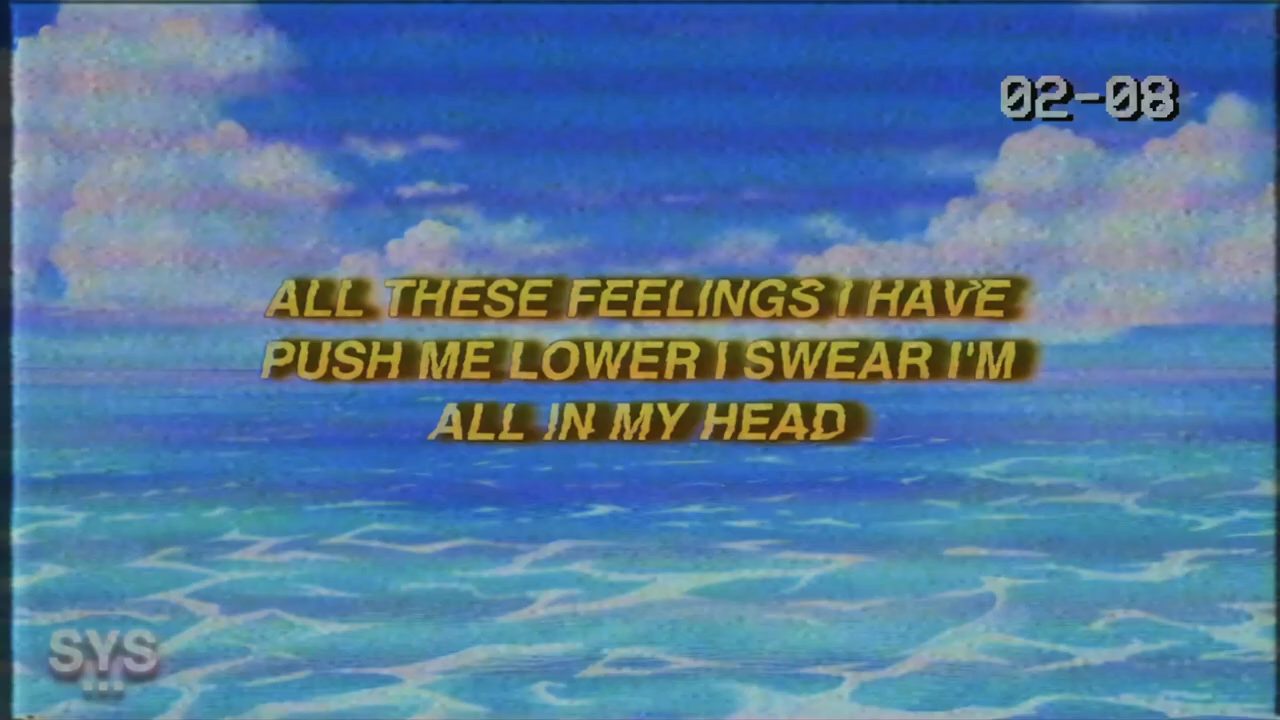 02-08
ALL THESE FEELINGS I HAVE
PUSH ME LOWER I SWEAR I'M
ALL IN MY HEAD
SYS
...